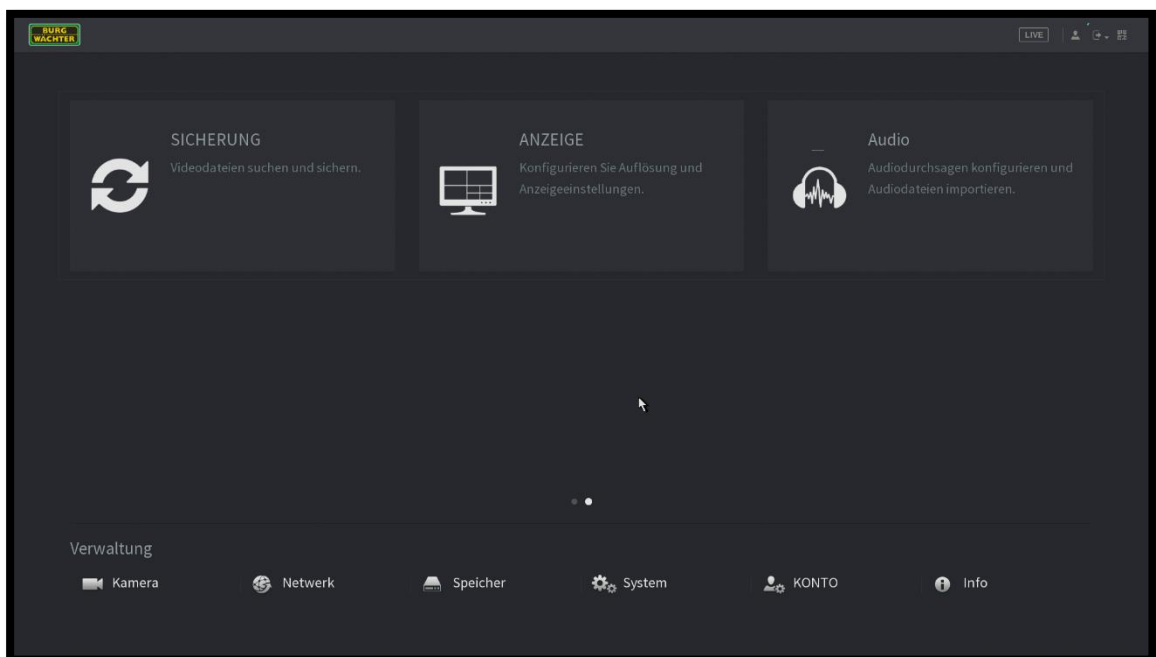 BURG
WÄCHTER
LIVE
SICHERUNG
Videodateien suchen und sichern.
ANZEIGE
Konfigurieren Sie Auflösung und
Anzeigeeinstellungen.
Audio
Audiodurchsagen konfigurieren und
Audiodateien importieren.
Verwaltung
Kamera
Netwerk
Speicher
System
KONTO
Info